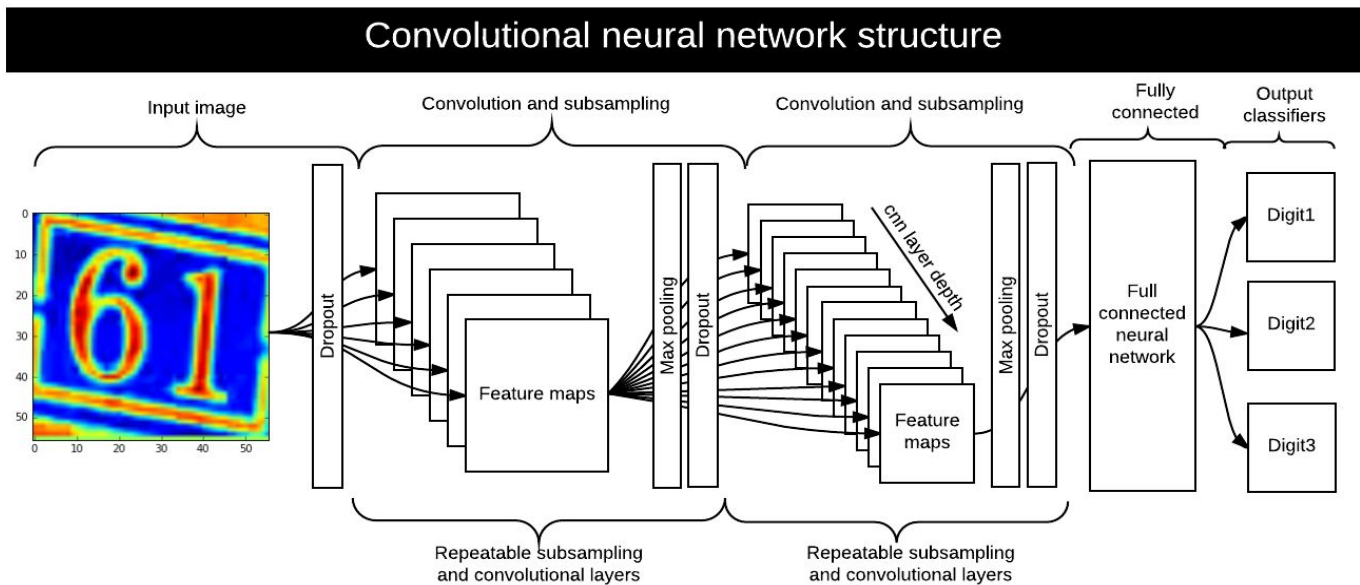 Convolutional neural network structure
Input image
Convolution and subsampling
Convolution and subsampling
Fully
connected
Output
classifiers
0
10
20
30
40
50
0
10
20
30
40
50
61
Dropout
Feature maps
Max pooling
Dropout
cnn layer depth
Feature
maps
Max pooling
Dropout
Full
connected
neural
network
Digit1
Digit2
Digit3
Repeatable subsampling
and convolutional layers
Repeatable subsampling
and convolutional layers